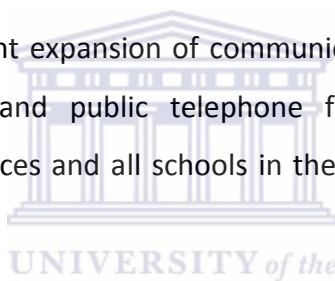 nt expansion of communic
and public telephone f
ces and all schools in the
UNIVERSITY of the